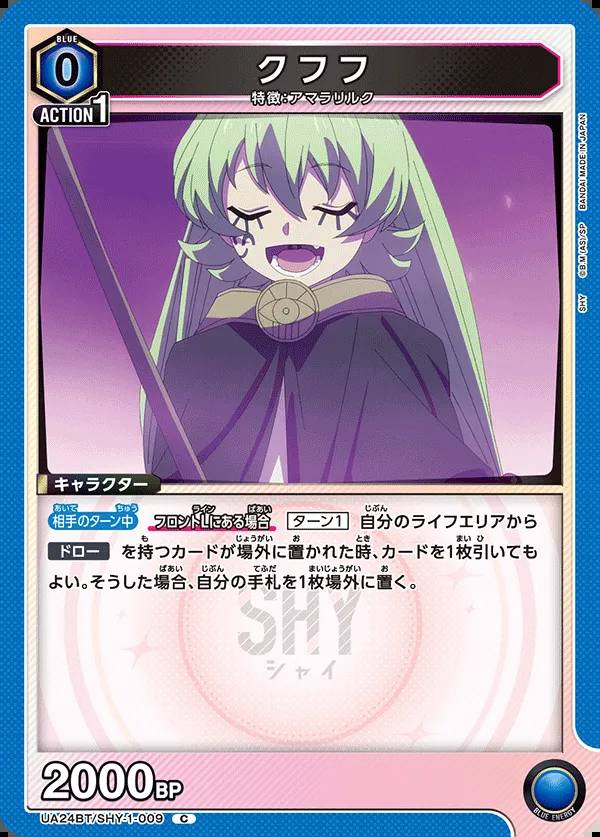 BLUE
0
ACTION 1
クフフ
特徴:アマラリルク
SHY ©B.M(AS)/SP BANDAI MADE IN JAPAN
キャラクター
相手のターン中 フロントLにある場合 ターン1 自分のライフエリアから
ドロー を持つカードが場外に置かれた時、カードを1枚引いても
よい。そうした場合、自分の手札を1枚場外に置く。
SHY
シャイ
2000BP
UA24BT/SHY-1-009 C
BLUE ENERGY